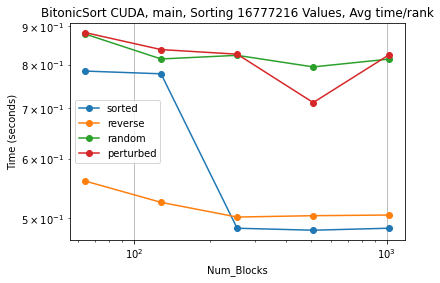 BitonicSort CUDA, main, Sorting 16777216 Values, Avg time/rank
9 × 10⁻¹
8 × 10⁻¹
7 × 10⁻¹
6 × 10⁻¹
5 × 10⁻¹
Time (seconds)
sorted
reverse
random
perturbed
10² 10³
Num_Blocks